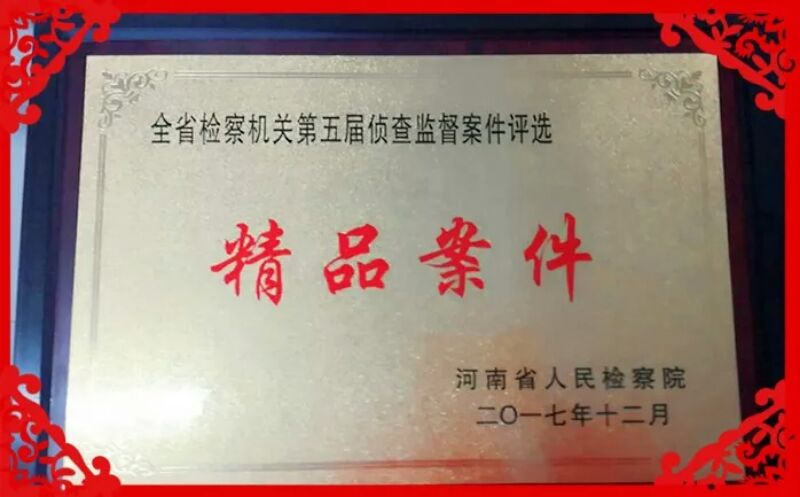 全省检察机关第五届侦查监督案件评选
精品案件
河南省人民检察院
二〇一七年十二月